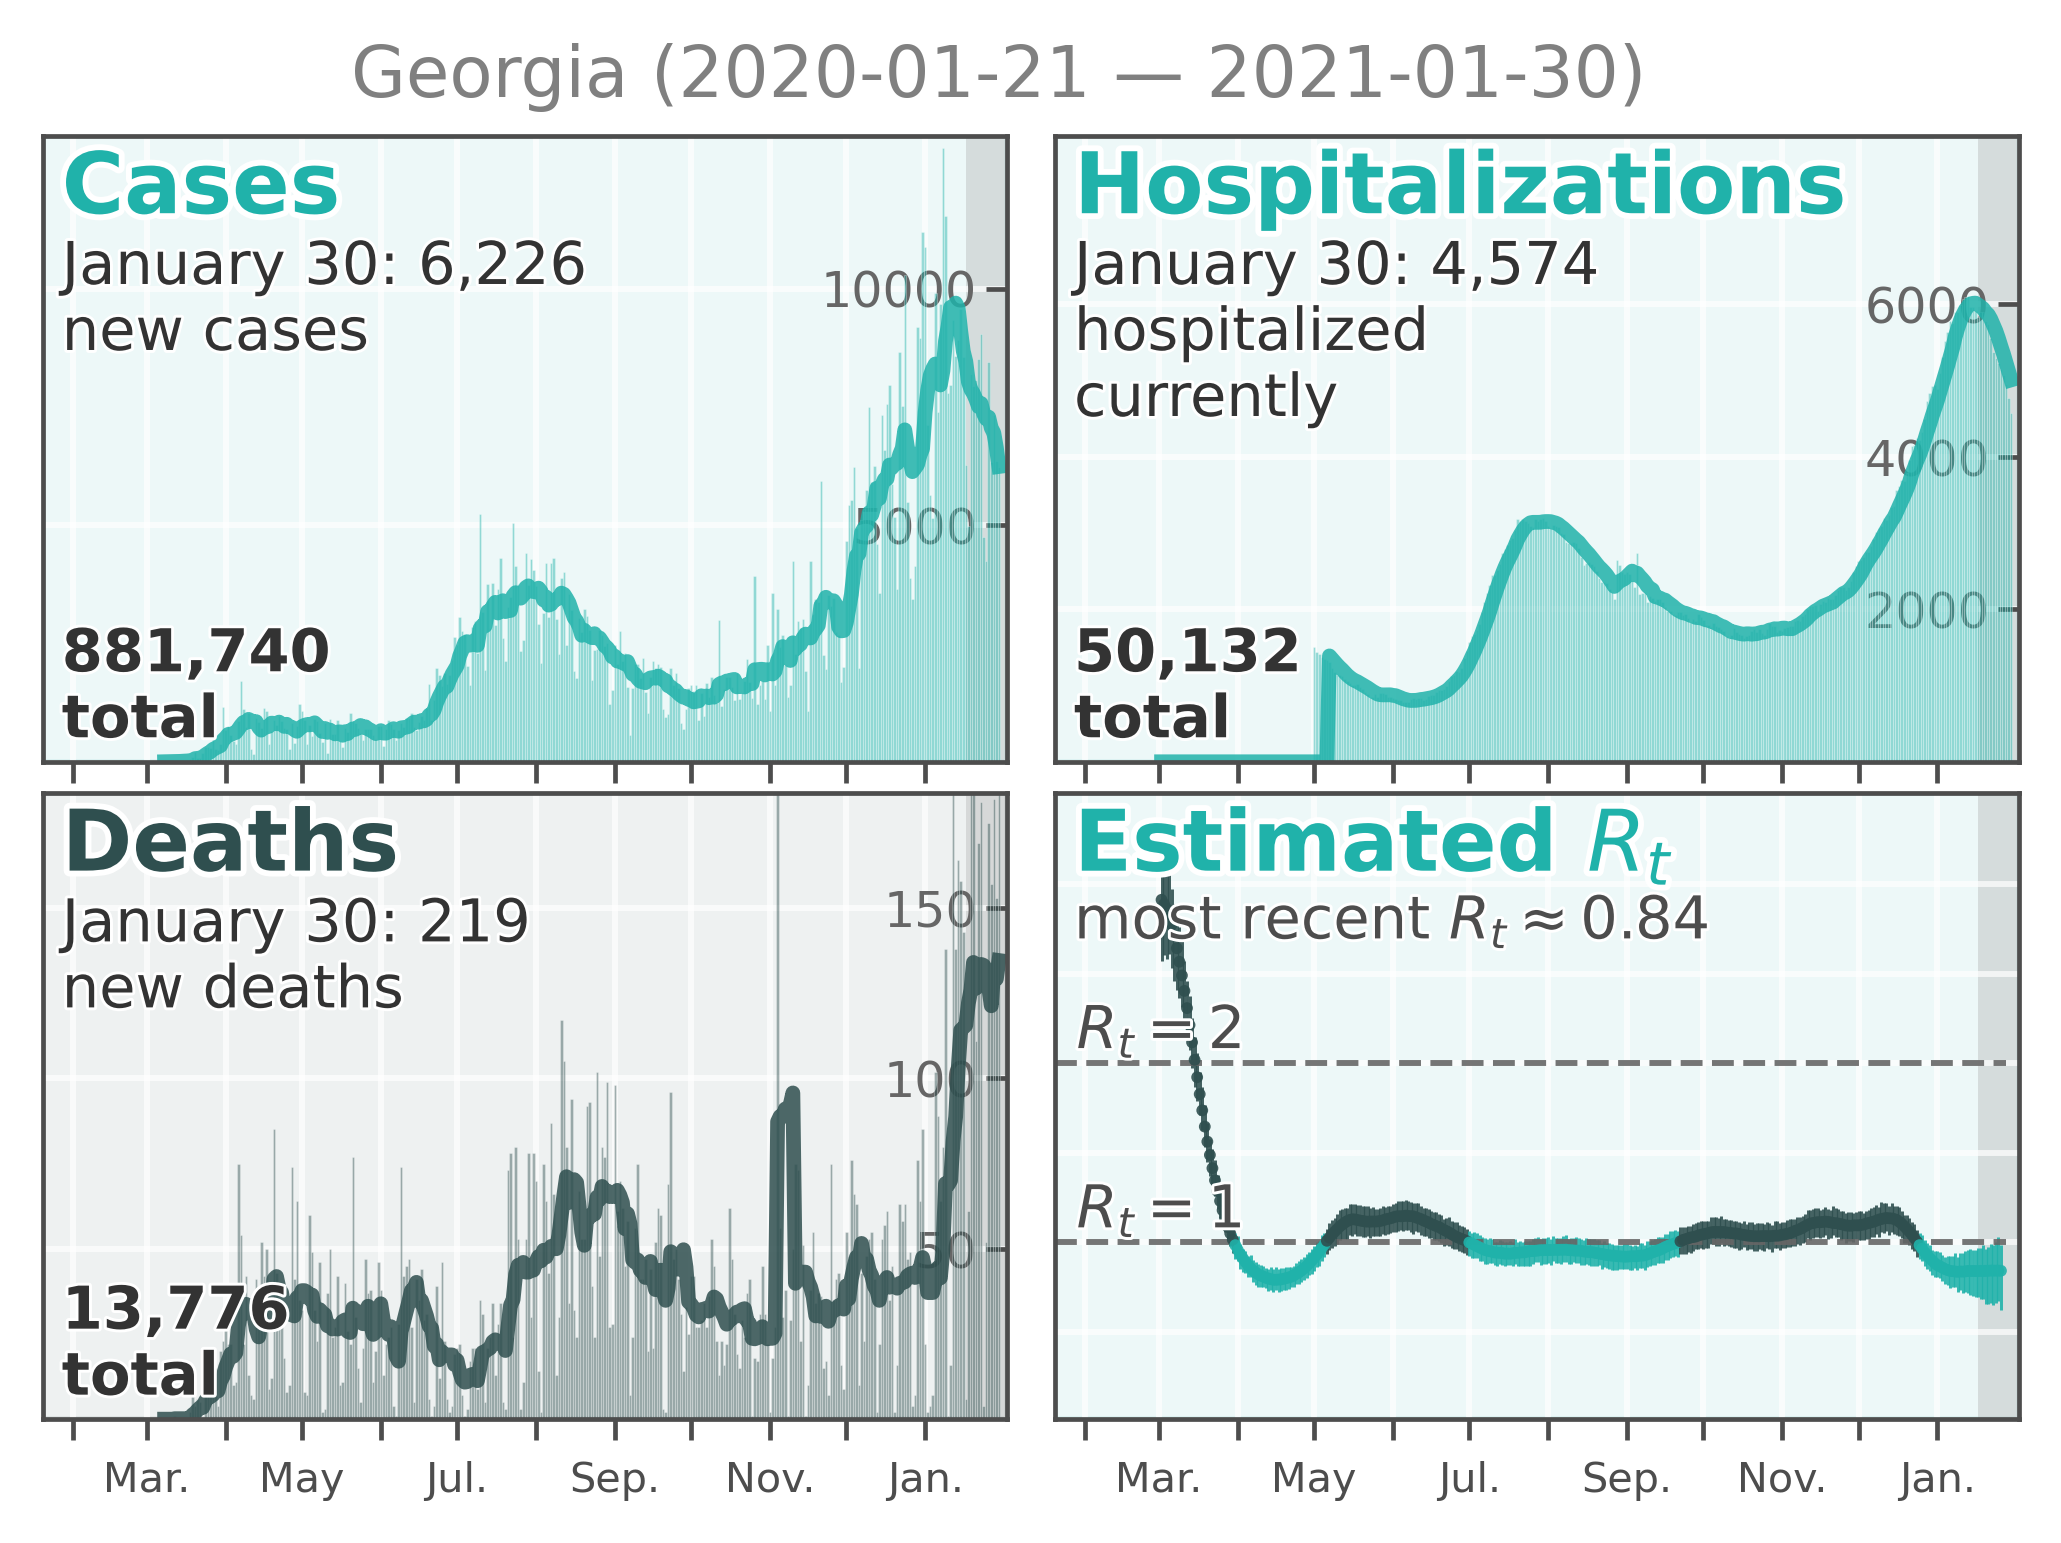 Georgia (2020-01-21 — 2021-01-30)
Cases
January 30: 6,226
new cases
10000
5000
881,740
total
Hospitalizations
January 30: 4,574
hospitalized
currently
6000
4000
2000
50,132
total
Deaths
January 30: 219
new deaths
150
100
50
13,776
total
Mar. May Jul. Sep. Nov. Jan.
Estimated Rₜ
most recent Rₜ ≈ 0.84
Rₜ = 2
Rₜ = 1
Mar. May Jul. Sep. Nov. Jan.